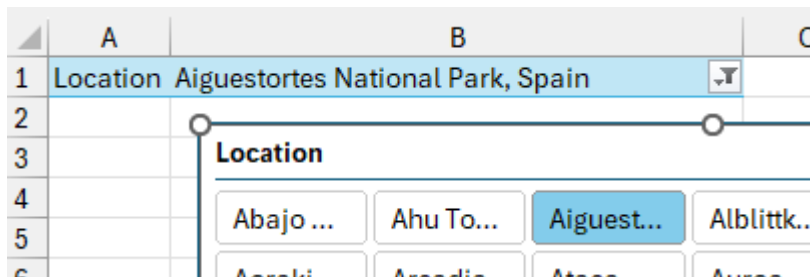 A B C
1 Location Aiguestortes National Park, Spain
2
3 Location
4 Abajo ... Ahu To... Aiguest... Alblittk...
5